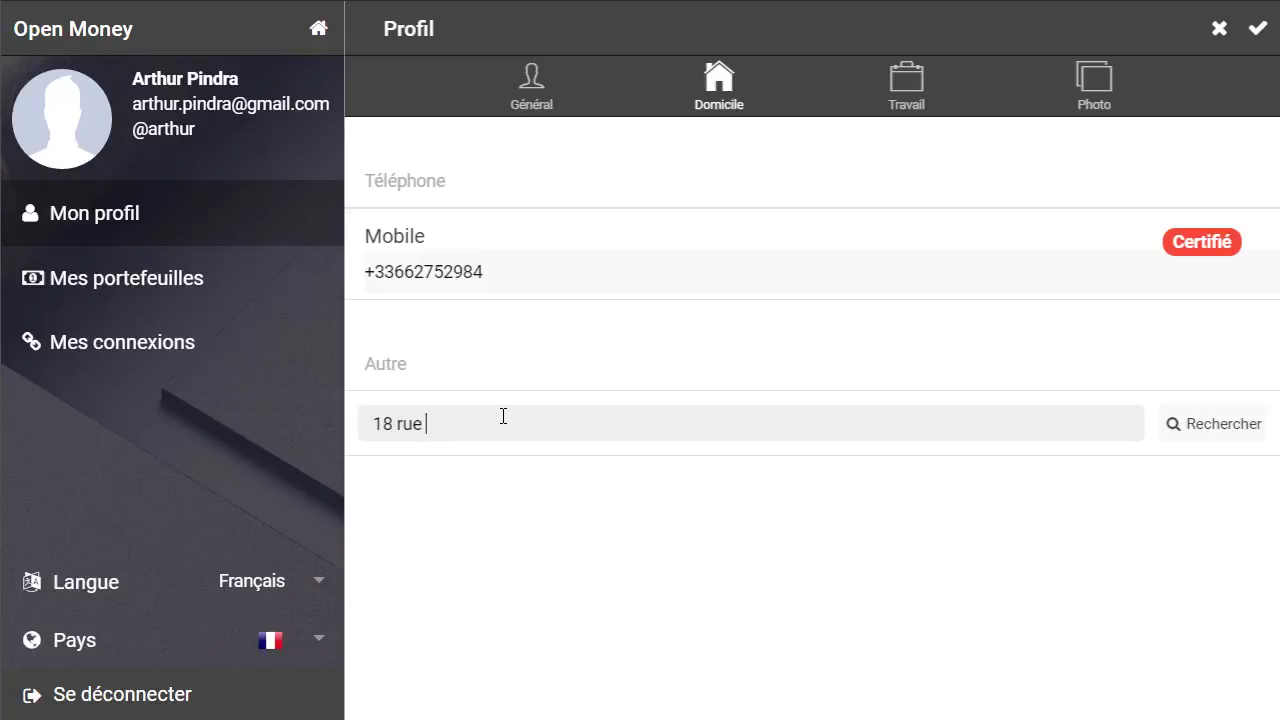 Open Money
Arthur Pindra
arthur.pindra@gmail.com
@arthur
Mon profil
Mes portefeuilles
Mes connexions
Langue Français
Pays
Se déconnecter
Profil
Général Domicile Travail Photo
Téléphone
Mobile
Certifié
+33662752984
Autre
18 rue
Rechercher